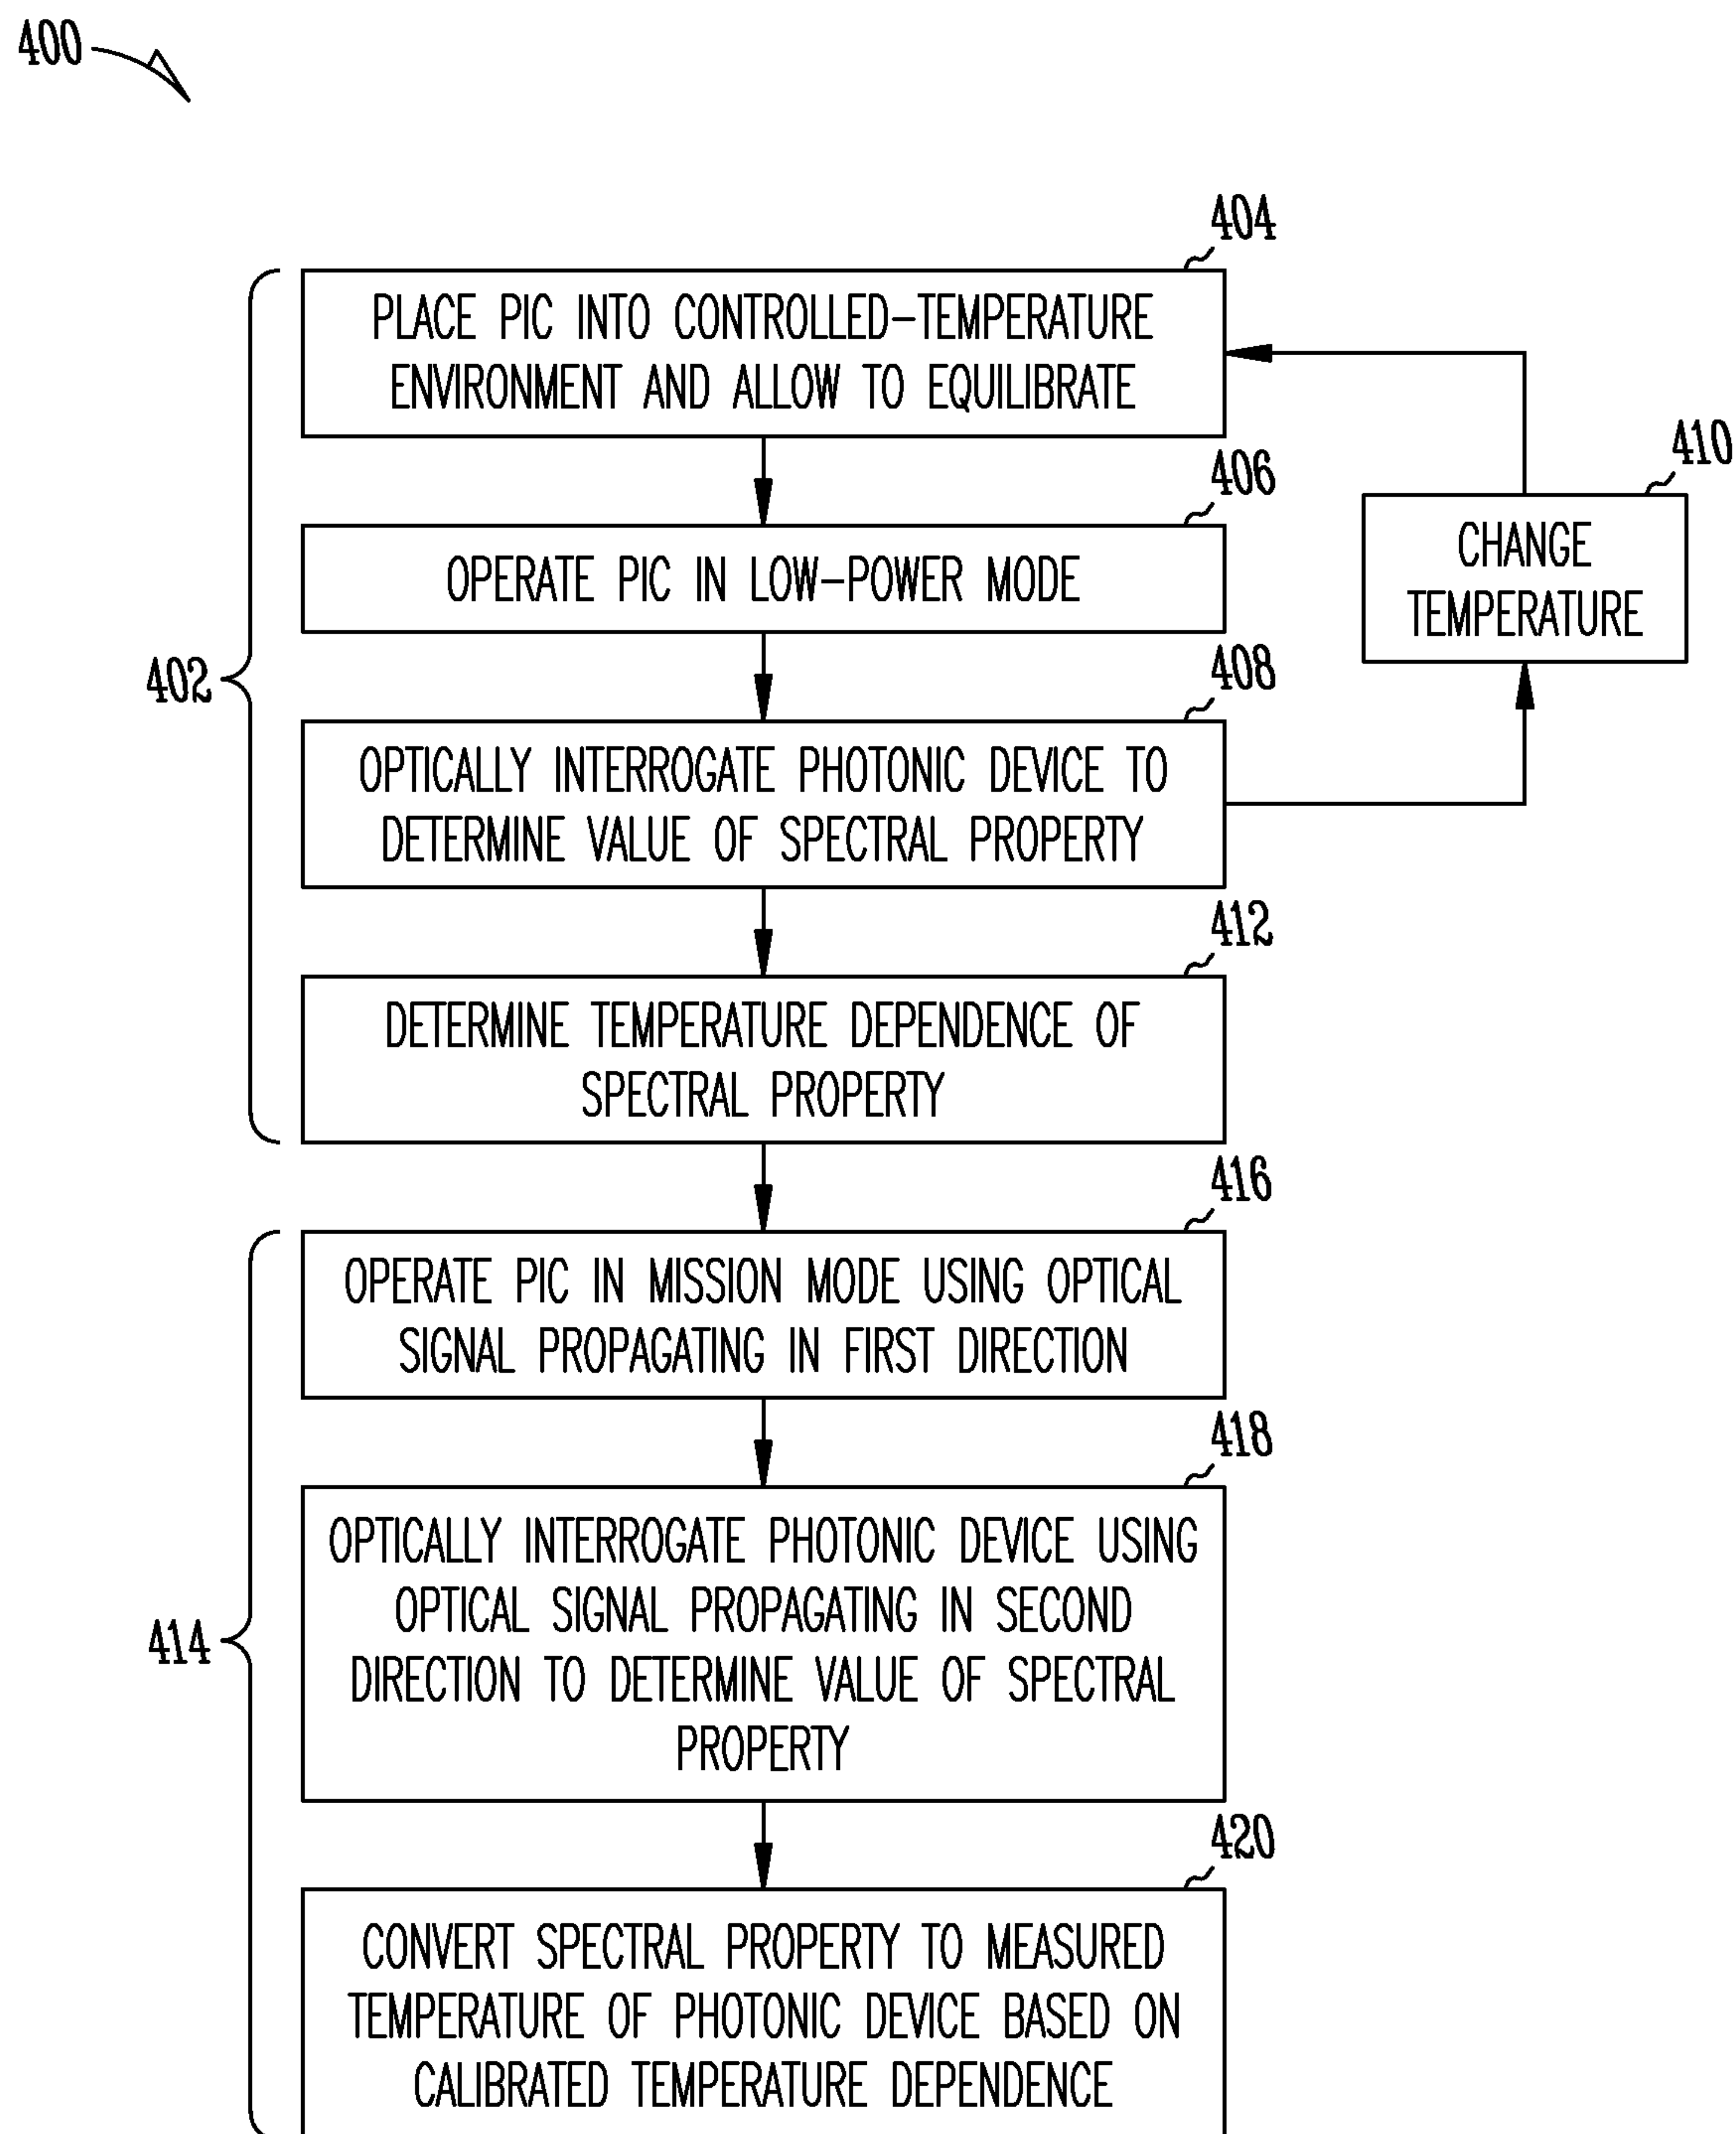 400
404
PLACE PIC INTO CONTROLLED-TEMPERATURE
ENVIRONMENT AND ALLOW TO EQUILIBRATE
406
410
OPERATE PIC IN LOW-POWER MODE
CHANGE
TEMPERATURE
402
408
OPTICALLY INTERROGATE PHOTONIC DEVICE TO
DETERMINE VALUE OF SPECTRAL PROPERTY
412
DETERMINE TEMPERATURE DEPENDENCE OF
SPECTRAL PROPERTY
416
OPERATE PIC IN MISSION MODE USING OPTICAL
SIGNAL PROPAGATING IN FIRST DIRECTION
414
418
OPTICALLY INTERROGATE PHOTONIC DEVICE USING
OPTICAL SIGNAL PROPAGATING IN SECOND
DIRECTION TO DETERMINE VALUE OF SPECTRAL
PROPERTY
420
CONVERT SPECTRAL PROPERTY TO MEASURED
TEMPERATURE OF PHOTONIC DEVICE BASED ON
CALIBRATED TEMPERATURE DEPENDENCE